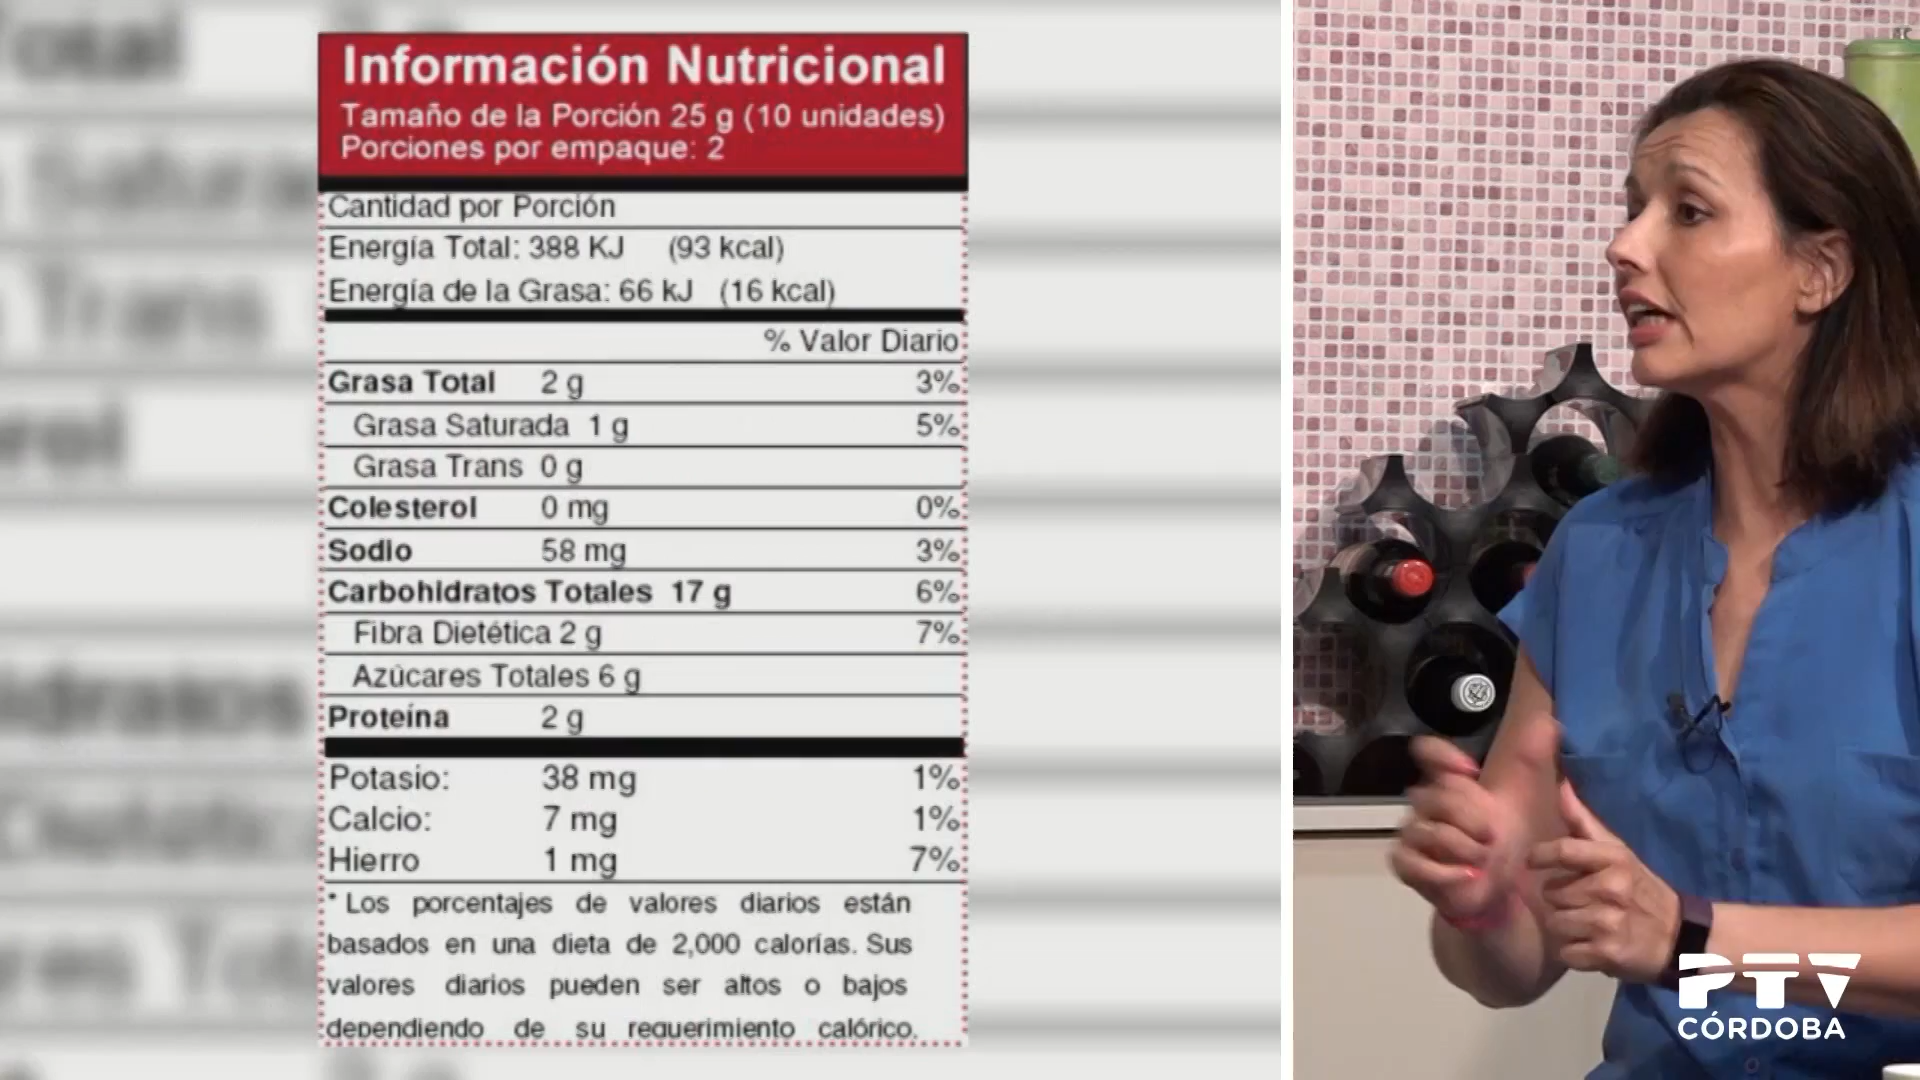 Información Nutricional
Tamaño de la Porción 25 g (10 unidades)
Porciones por empaque: 2
Cantidad por Porción
Energía Total: 388 KJ (93 kcal)
Energía de la Grasa: 66 kJ (16 kcal)
% Valor Diario
Grasa Total 2 g 3%
Grasa Saturada 1 g 5%
Grasa Trans 0 g
Colesterol 0 mg 0%
Sodio 58 mg 3%
Carbohidratos Totales 17 g 6%
Fibra Dietética 2 g 7%
Azúcares Totales 6 g
Proteína 2 g
Potasio: 38 mg 1%
Calcio: 7 mg 1%
Hierro 1 mg 7%
* Los porcentajes de valores diarios están
basados en una dieta de 2,000 calorías. Sus
valores diarios pueden ser altos o bajos
dependiendo de su requerimiento calórico.
PTV
CÓRDOBA